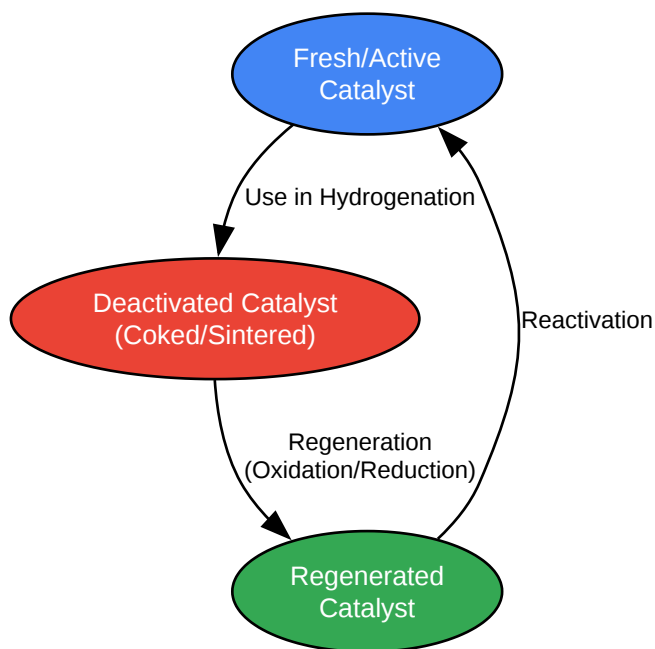 Fresh/Active
Catalyst
Use in Hydrogenation
Deactivated Catalyst
(Coked/Sintered)
Reactivation
Regeneration
(Oxidation/Reduction)
Regenerated
Catalyst